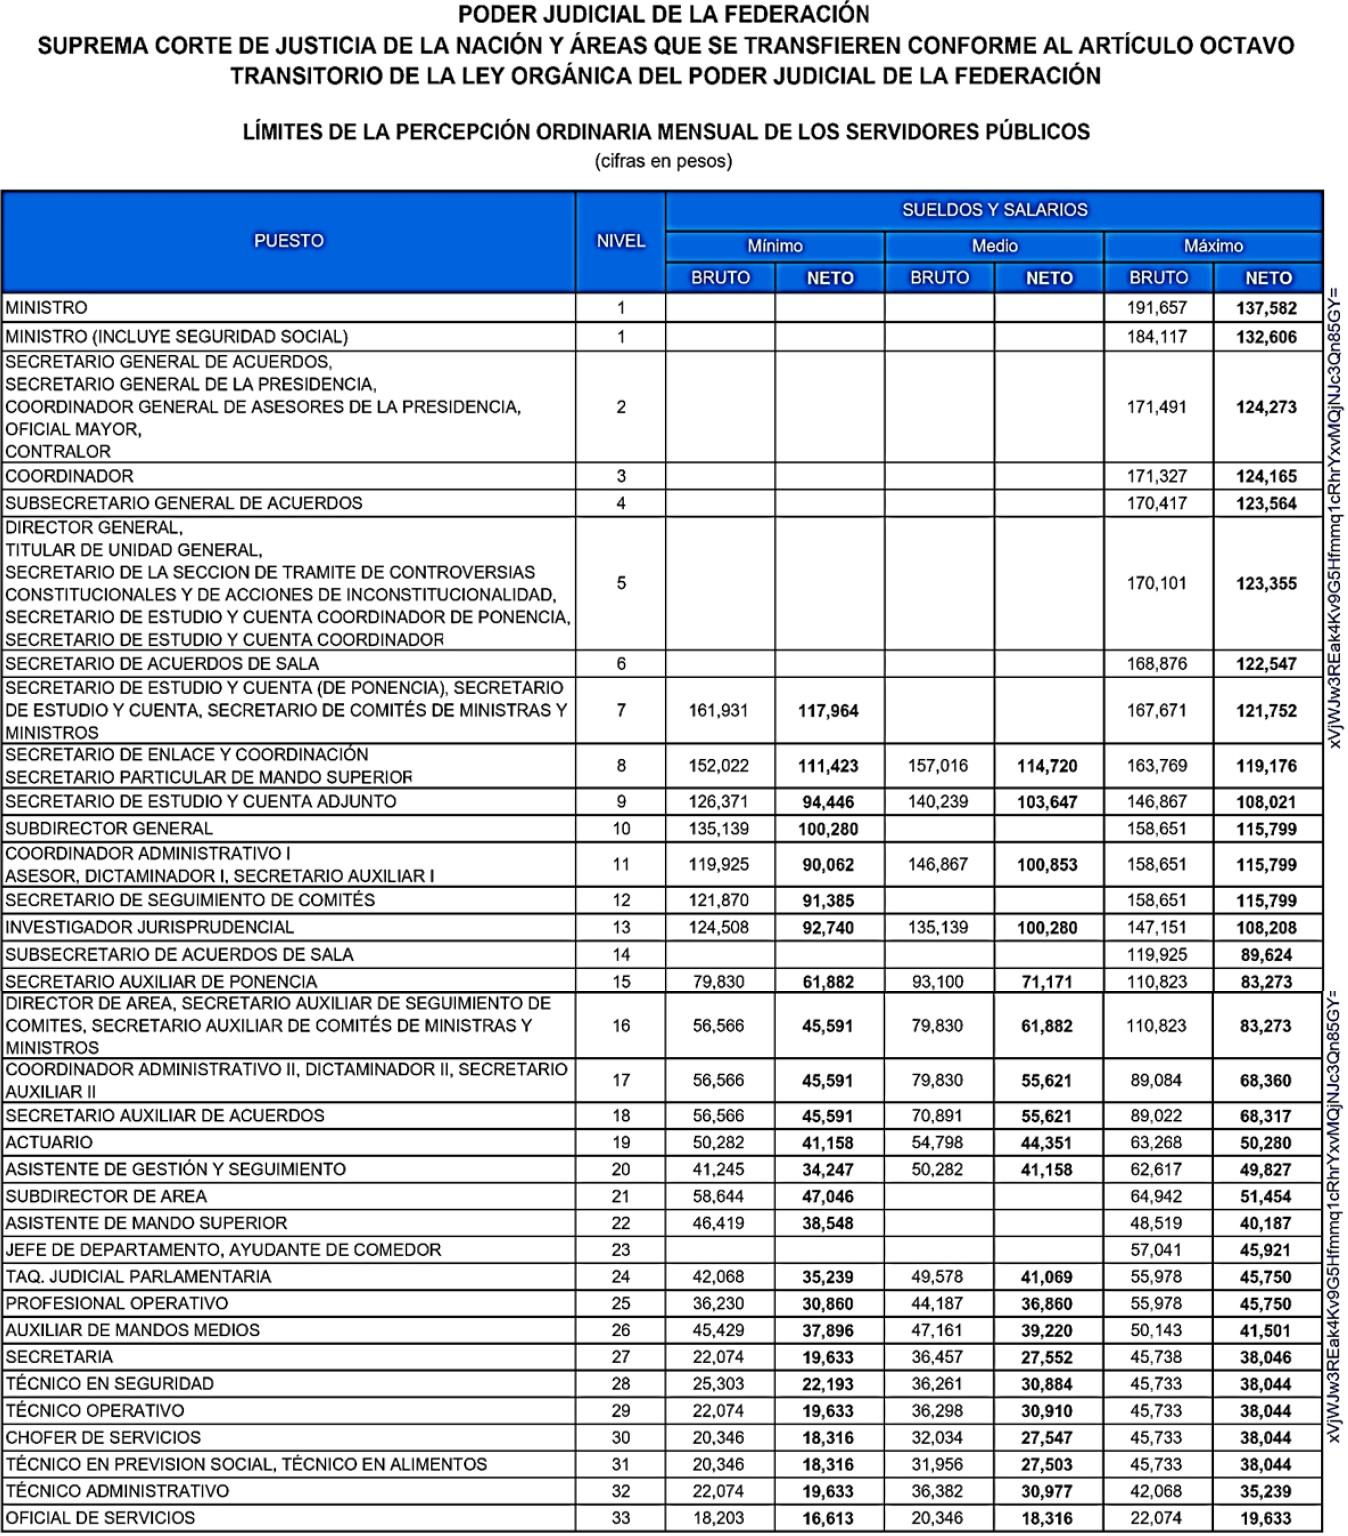 PODER JUDICIAL DE LA FEDERACIÓN
SUPREMA CORTE DE JUSTICIA DE LA NACIÓN Y ÁREAS QUE SE TRANSFIEREN CONFORME AL ARTÍCULO OCTAVO
TRANSITORIO DE LA LEY ORGÁNICA DEL PODER JUDICIAL DE LA FEDERACIÓN
LÍMITES DE LA PERCEPCIÓN ORDINARIA MENSUAL DE LOS SERVIDORES PÚBLICOS
(cifras en pesos)
PUESTO NIVEL SUELDOS Y SALARIOS
Mínimo Medio Máximo
BRUTO NETO BRUTO NETO BRUTO NETO
MINISTRO 1 191,657 137,582
MINISTRO (INCLUYE SEGURIDAD SOCIAL) 1 184,117 132,606
SECRETARIO GENERAL DE ACUERDOS,
SECRETARIO GENERAL DE LA PRESIDENCIA,
COORDINADOR GENERAL DE ASESORES DE LA PRESIDENCIA, 2 171,491 124,273
OFICIAL MAYOR,
CONTRALOR
COORDINADOR 3 171,327 124,165
SUBSECRETARIO GENERAL DE ACUERDOS 4 170,417 123,564
DIRECTOR GENERAL,
TITULAR DE UNIDAD GENERAL,
SECRETARIO DE LA SECCION DE TRAMITE DE CONTROVERSIAS
CONSTITUCIONALES Y DE ACCIONES DE INCONSTITUCIONALIDAD, 5 170,101 123,355
SECRETARIO DE ESTUDIO Y CUENTA COORDINADOR DE PONENCIA,
SECRETARIO DE ESTUDIO Y CUENTA COORDINADOR
SECRETARIO DE ACUERDOS DE SALA 6 168,876 122,547
SECRETARIO DE ESTUDIO Y CUENTA (DE PONENCIA), SECRETARIO
DE ESTUDIO Y CUENTA, SECRETARIO DE COMITÉS DE MINISTRAS Y 7 161,931 117,964 167,671 121,752
MINISTROS
SECRETARIO DE ENLACE Y COORDINACIÓN
SECRETARIO PARTICULAR DE MANDO SUPERIOR 8 152,022 111,423 157,016 114,720 163,769 119,176
SECRETARIO DE ESTUDIO Y CUENTA ADJUNTO 9 126,371 94,446 140,239 103,647 146,867 108,021
SUBDIRECTOR GENERAL 10 135,139 100,280 158,651 115,799
COORDINADOR ADMINISTRATIVO I
ASESOR, DICTAMINADOR I, SECRETARIO AUXILIAR I 11 119,925 90,062 146,867 100,853 158,651 115,799
SECRETARIO DE SEGUIMIENTO DE COMITÉS 12 121,870 91,385 158,651 115,799
INVESTIGADOR JURISPRUDENCIAL 13 124,508 92,740 135,139 100,280 147,151 108,208
SUBSECRETARIO DE ACUERDOS DE SALA 14 119,925 89,624
SECRETARIO AUXILIAR DE PONENCIA 15 79,830 61,882 93,100 71,171 110,823 83,273
DIRECTOR DE AREA, SECRETARIO AUXILIAR DE SEGUIMIENTO DE
COMITES, SECRETARIO AUXILIAR DE COMITÉS DE MINISTRAS Y 16 56,566 45,591 79,830 61,882 110,823 83,273
MINISTROS
COORDINADOR ADMINISTRATIVO II, DICTAMINADOR II, SECRETARIO
AUXILIAR II 17 56,566 45,591 79,830 55,621 89,084 68,360
SECRETARIO AUXILIAR DE ACUERDOS 18 56,566 45,591 70,891 55,621 89,022 68,317
ACTUARIO 19 50,282 41,158 54,798 44,351 63,268 50,280
ASISTENTE DE GESTIÓN Y SEGUIMIENTO 20 41,245 34,247 50,282 41,158 62,617 49,827
SUBDIRECTOR DE AREA 21 58,644 47,046 64,942 51,454
ASISTENTE DE MANDO SUPERIOR 22 46,419 38,548 48,519 40,187
JEFE DE DEPARTAMENTO, AYUDANTE DE COMEDOR 23 57,041 45,921
TAQ. JUDICIAL PARLAMENTARIA 24 42,068 35,239 49,578 41,069 55,978 45,750
PROFESIONAL OPERATIVO 25 36,230 30,860 44,187 36,860 55,978 45,750
AUXILIAR DE MANDOS MEDIOS 26 45,429 37,896 47,161 39,220 50,143 41,501
SECRETARIA 27 22,074 19,633 36,457 27,552 45,738 38,046
TÉCNICO EN SEGURIDAD 28 25,303 22,193 36,261 30,884 45,733 38,044
TÉCNICO OPERATIVO 29 22,074 19,633 36,298 30,910 45,733 38,044
CHOFER DE SERVICIOS 30 20,346 18,316 32,034 27,547 45,733 38,044
TÉCNICO EN PREVISION SOCIAL, TÉCNICO EN ALIMENTOS 31 20,346 18,316 31,956 27,503 45,733 38,044
TÉCNICO ADMINISTRATIVO 32 22,074 19,633 36,382 30,977 42,068 35,239
OFICIAL DE SERVICIOS 33 18,203 16,613 20,346 18,316 22,074 19,633
xVjWJw3REak4Kv9G5Hfmmq1cRhrYxvMQjNJc3Qn85GY=
xVjWJw3REak4Kv9G5Hfmmq1cRhrYxvMQjNJc3Qn85GY=